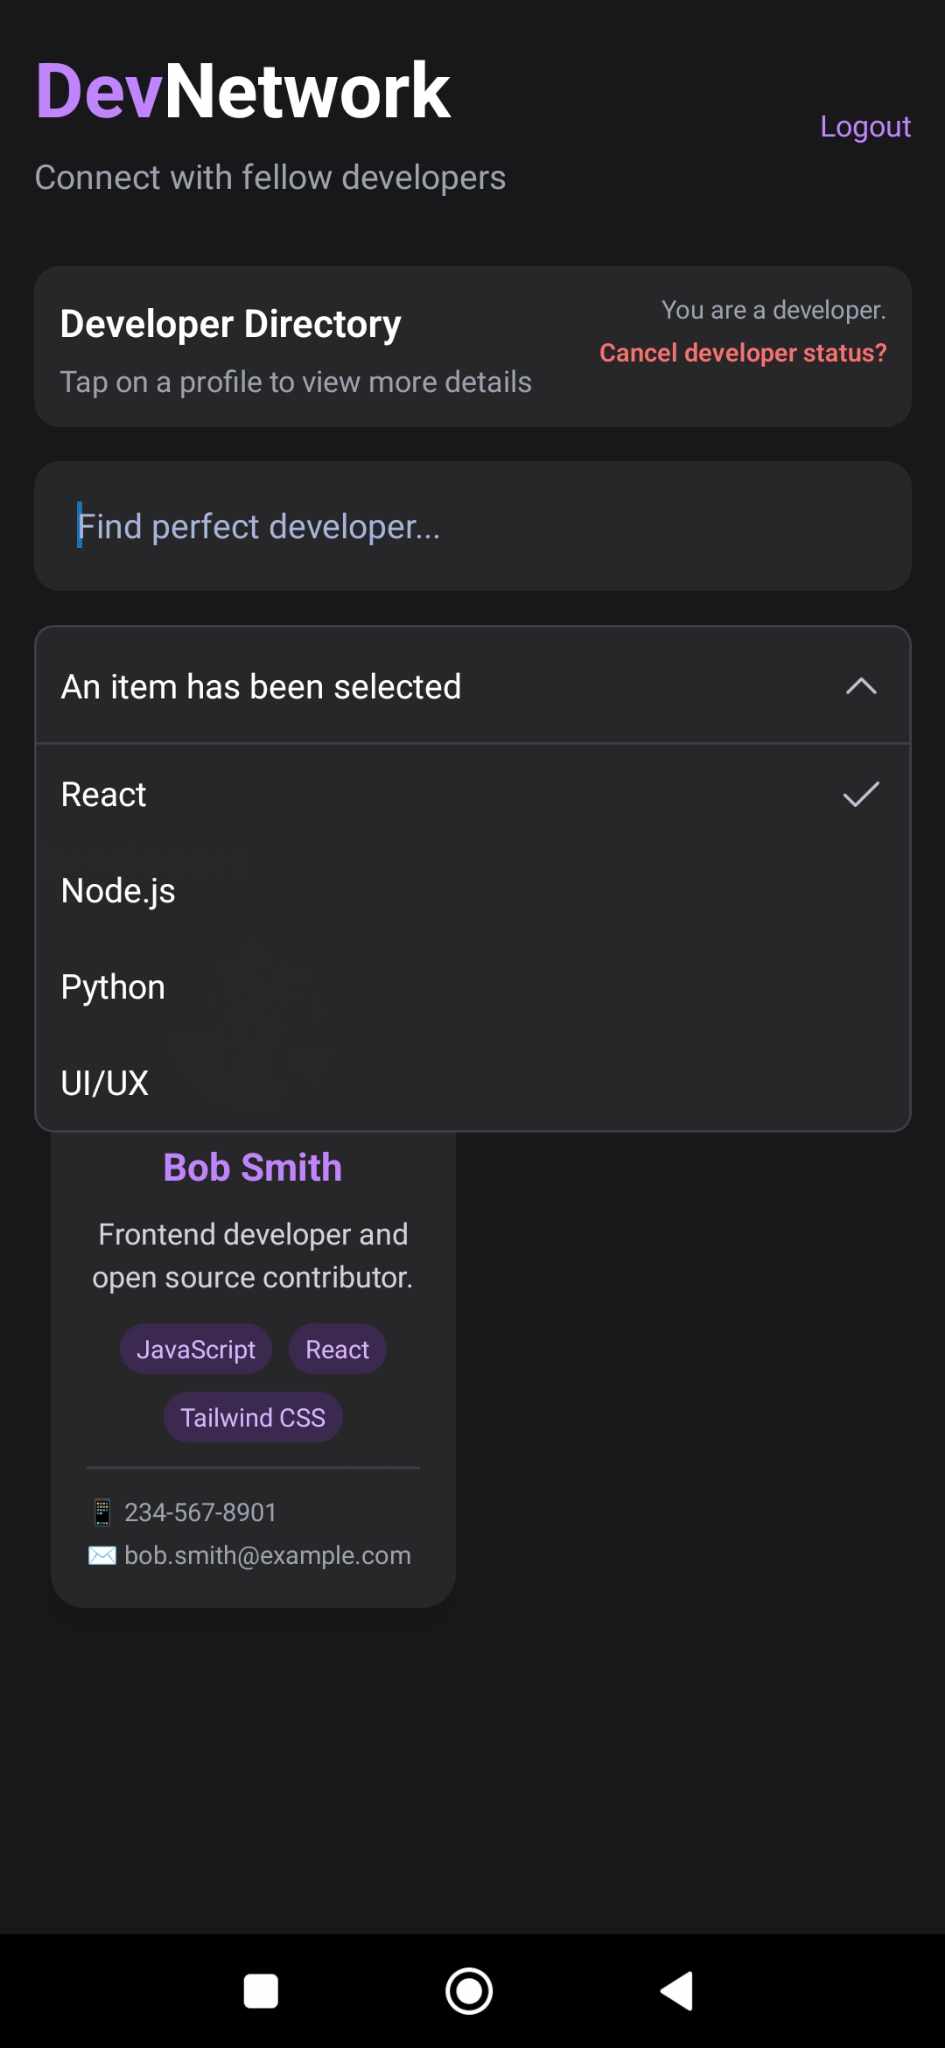 DevNetwork
Logout
Connect with fellow developers
Developer Directory
You are a developer.
Cancel developer status?
Tap on a profile to view more details
Find perfect developer...
An item has been selected
React
Node.js
Python
UI/UX
Bob Smith
Frontend developer and
open source contributor.
JavaScript React
Tailwind CSS
234-567-8901
bob.smith@example.com